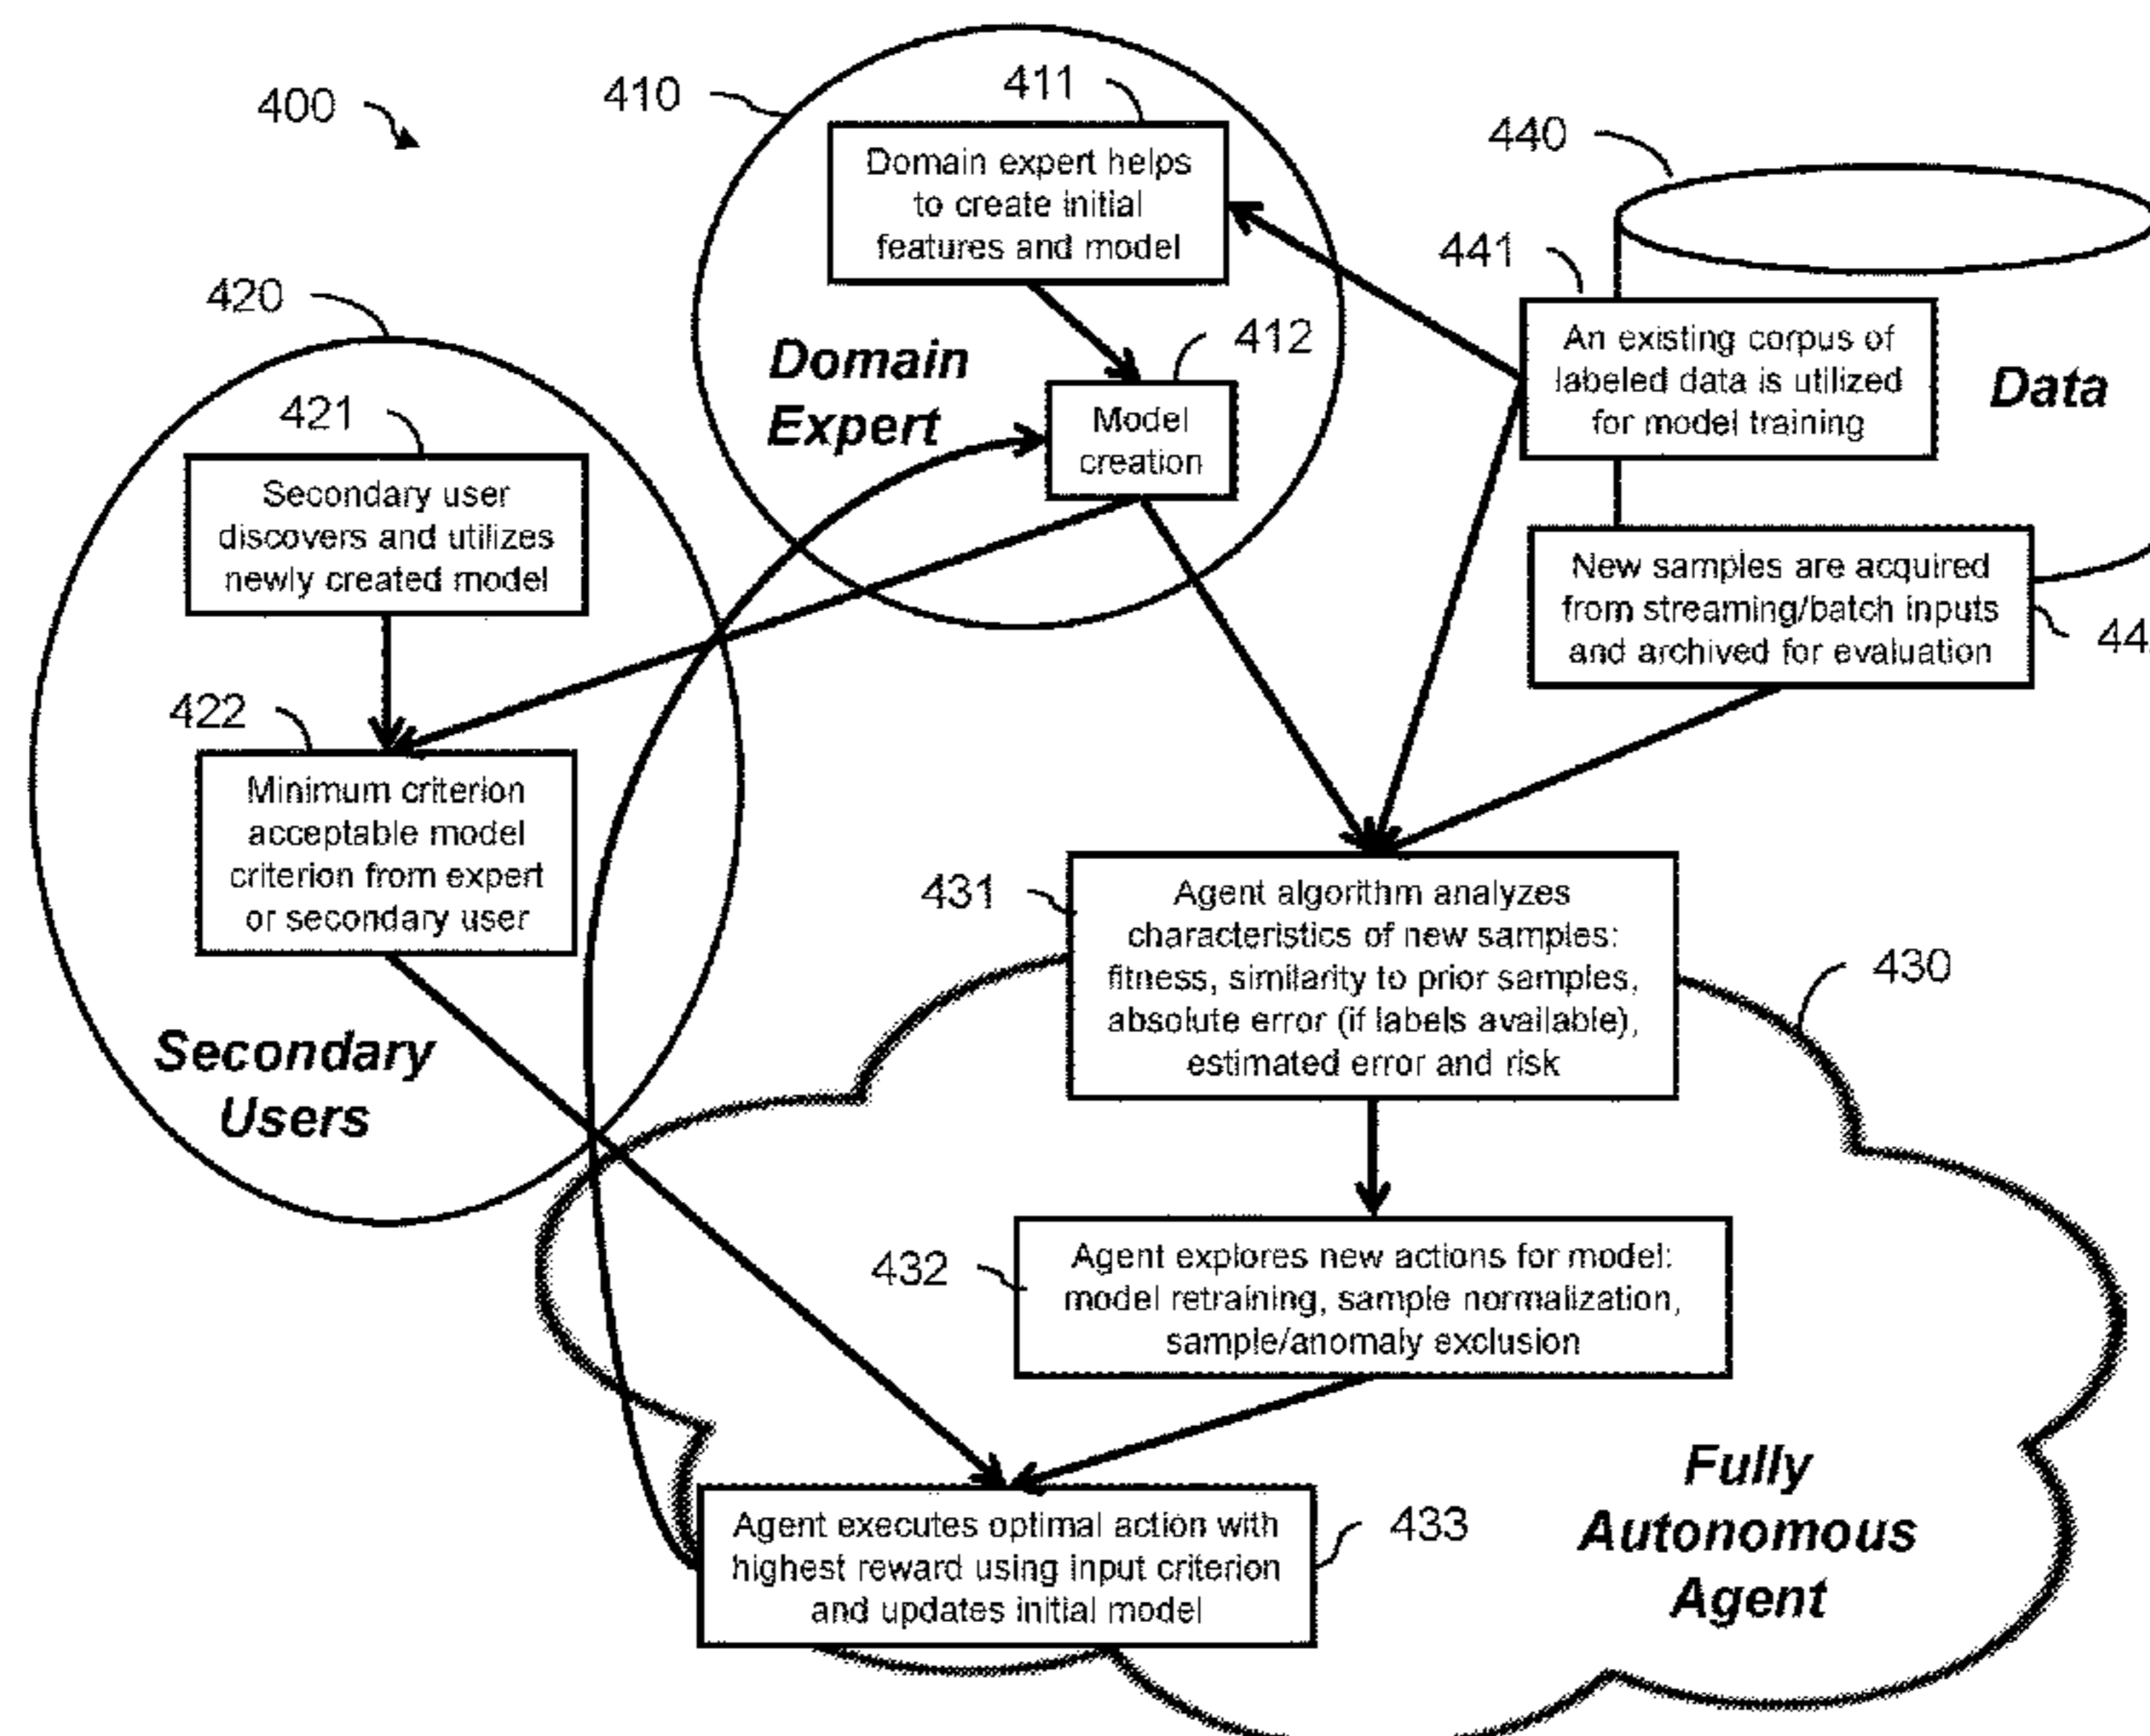 400
410
411
Domain expert helps
to create initial
features and model
412
Domain
Expert
Model
creation
440
441
An existing corpus of
labeled data is utilized
for model training
Data
New samples are acquired
from streaming/batch inputs
and archived for evaluation
420
421
Secondary user
discovers and utilizes
newly created model
422
Minimum criterion
acceptable model
criterion from expert
or secondary user
Secondary
Users
431
Agent algorithm analyzes
characteristics of new samples:
fitness, similarity to prior samples,
absolute error (if labels available),
estimated error and risk
430
432
Agent explores new actions for model:
model retraining, sample normalization,
sample/anomaly exclusion
433
Agent executes optimal action with
highest reward using input criterion
and updates initial model
Fully
Autonomous
Agent